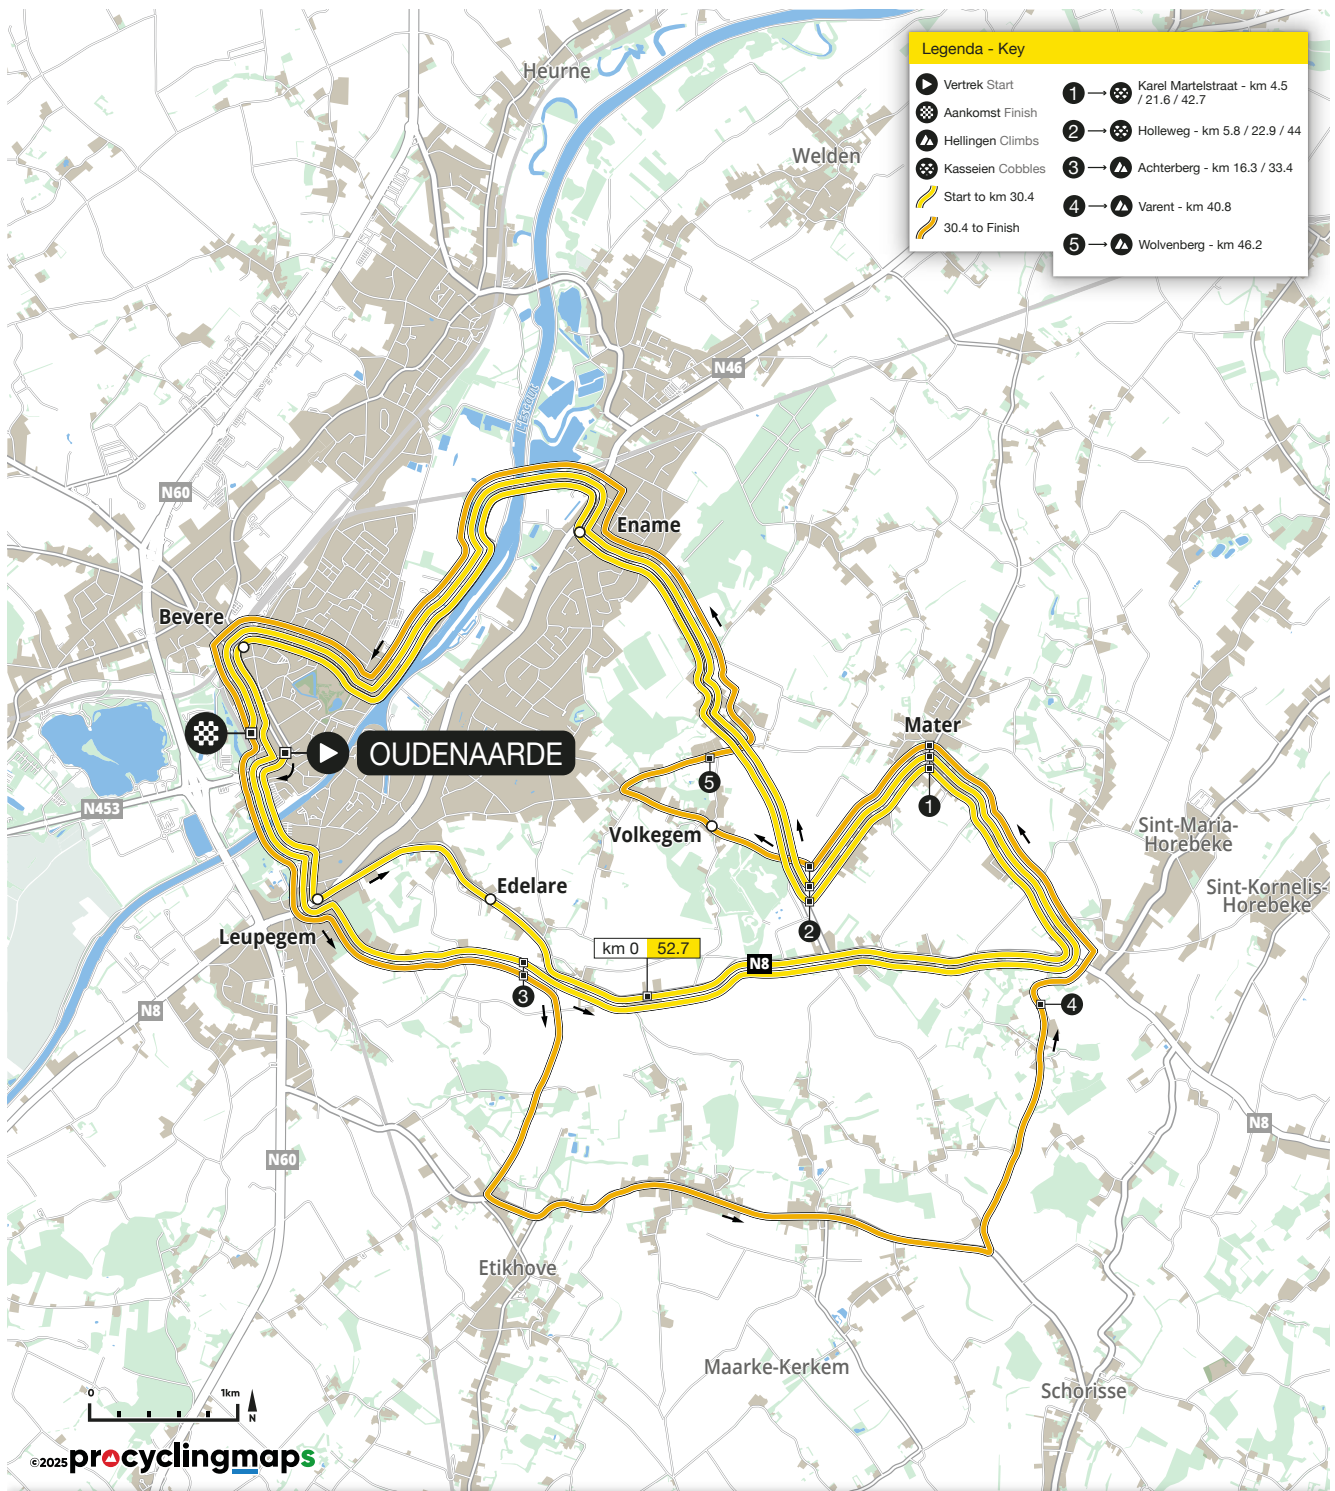 Legenda - Key
Vertrek Start
Aankomst Finish
Hellingen Climbs
Kasseien Cobbles
Start to km 30.4
30.4 to Finish
1 Karel Martelstraat - km 4.5
/ 21.6 / 42.7
2 Holleweg - km 5.8 / 22.9 / 44
3 Achterberg - km 16.3 / 33.4
4 Varent - km 40.8
5 Wolvenberg - km 46.2
Heurne
Welden
N46
L'Escaut
N60
Ename
Bevere
Mater
OUDENAARDE
5
N453
1
Volkegem
Sint-Maria-
Horebeke
Edelare
Sint-Kornelis-
Horebeke
2
Leupegem
km 0 52.7
N8
3
4
N8
N8
N60
Etikhove
Maarke-Kerkem
Schorisse
0 1km
N
©2025 procyclingmaps